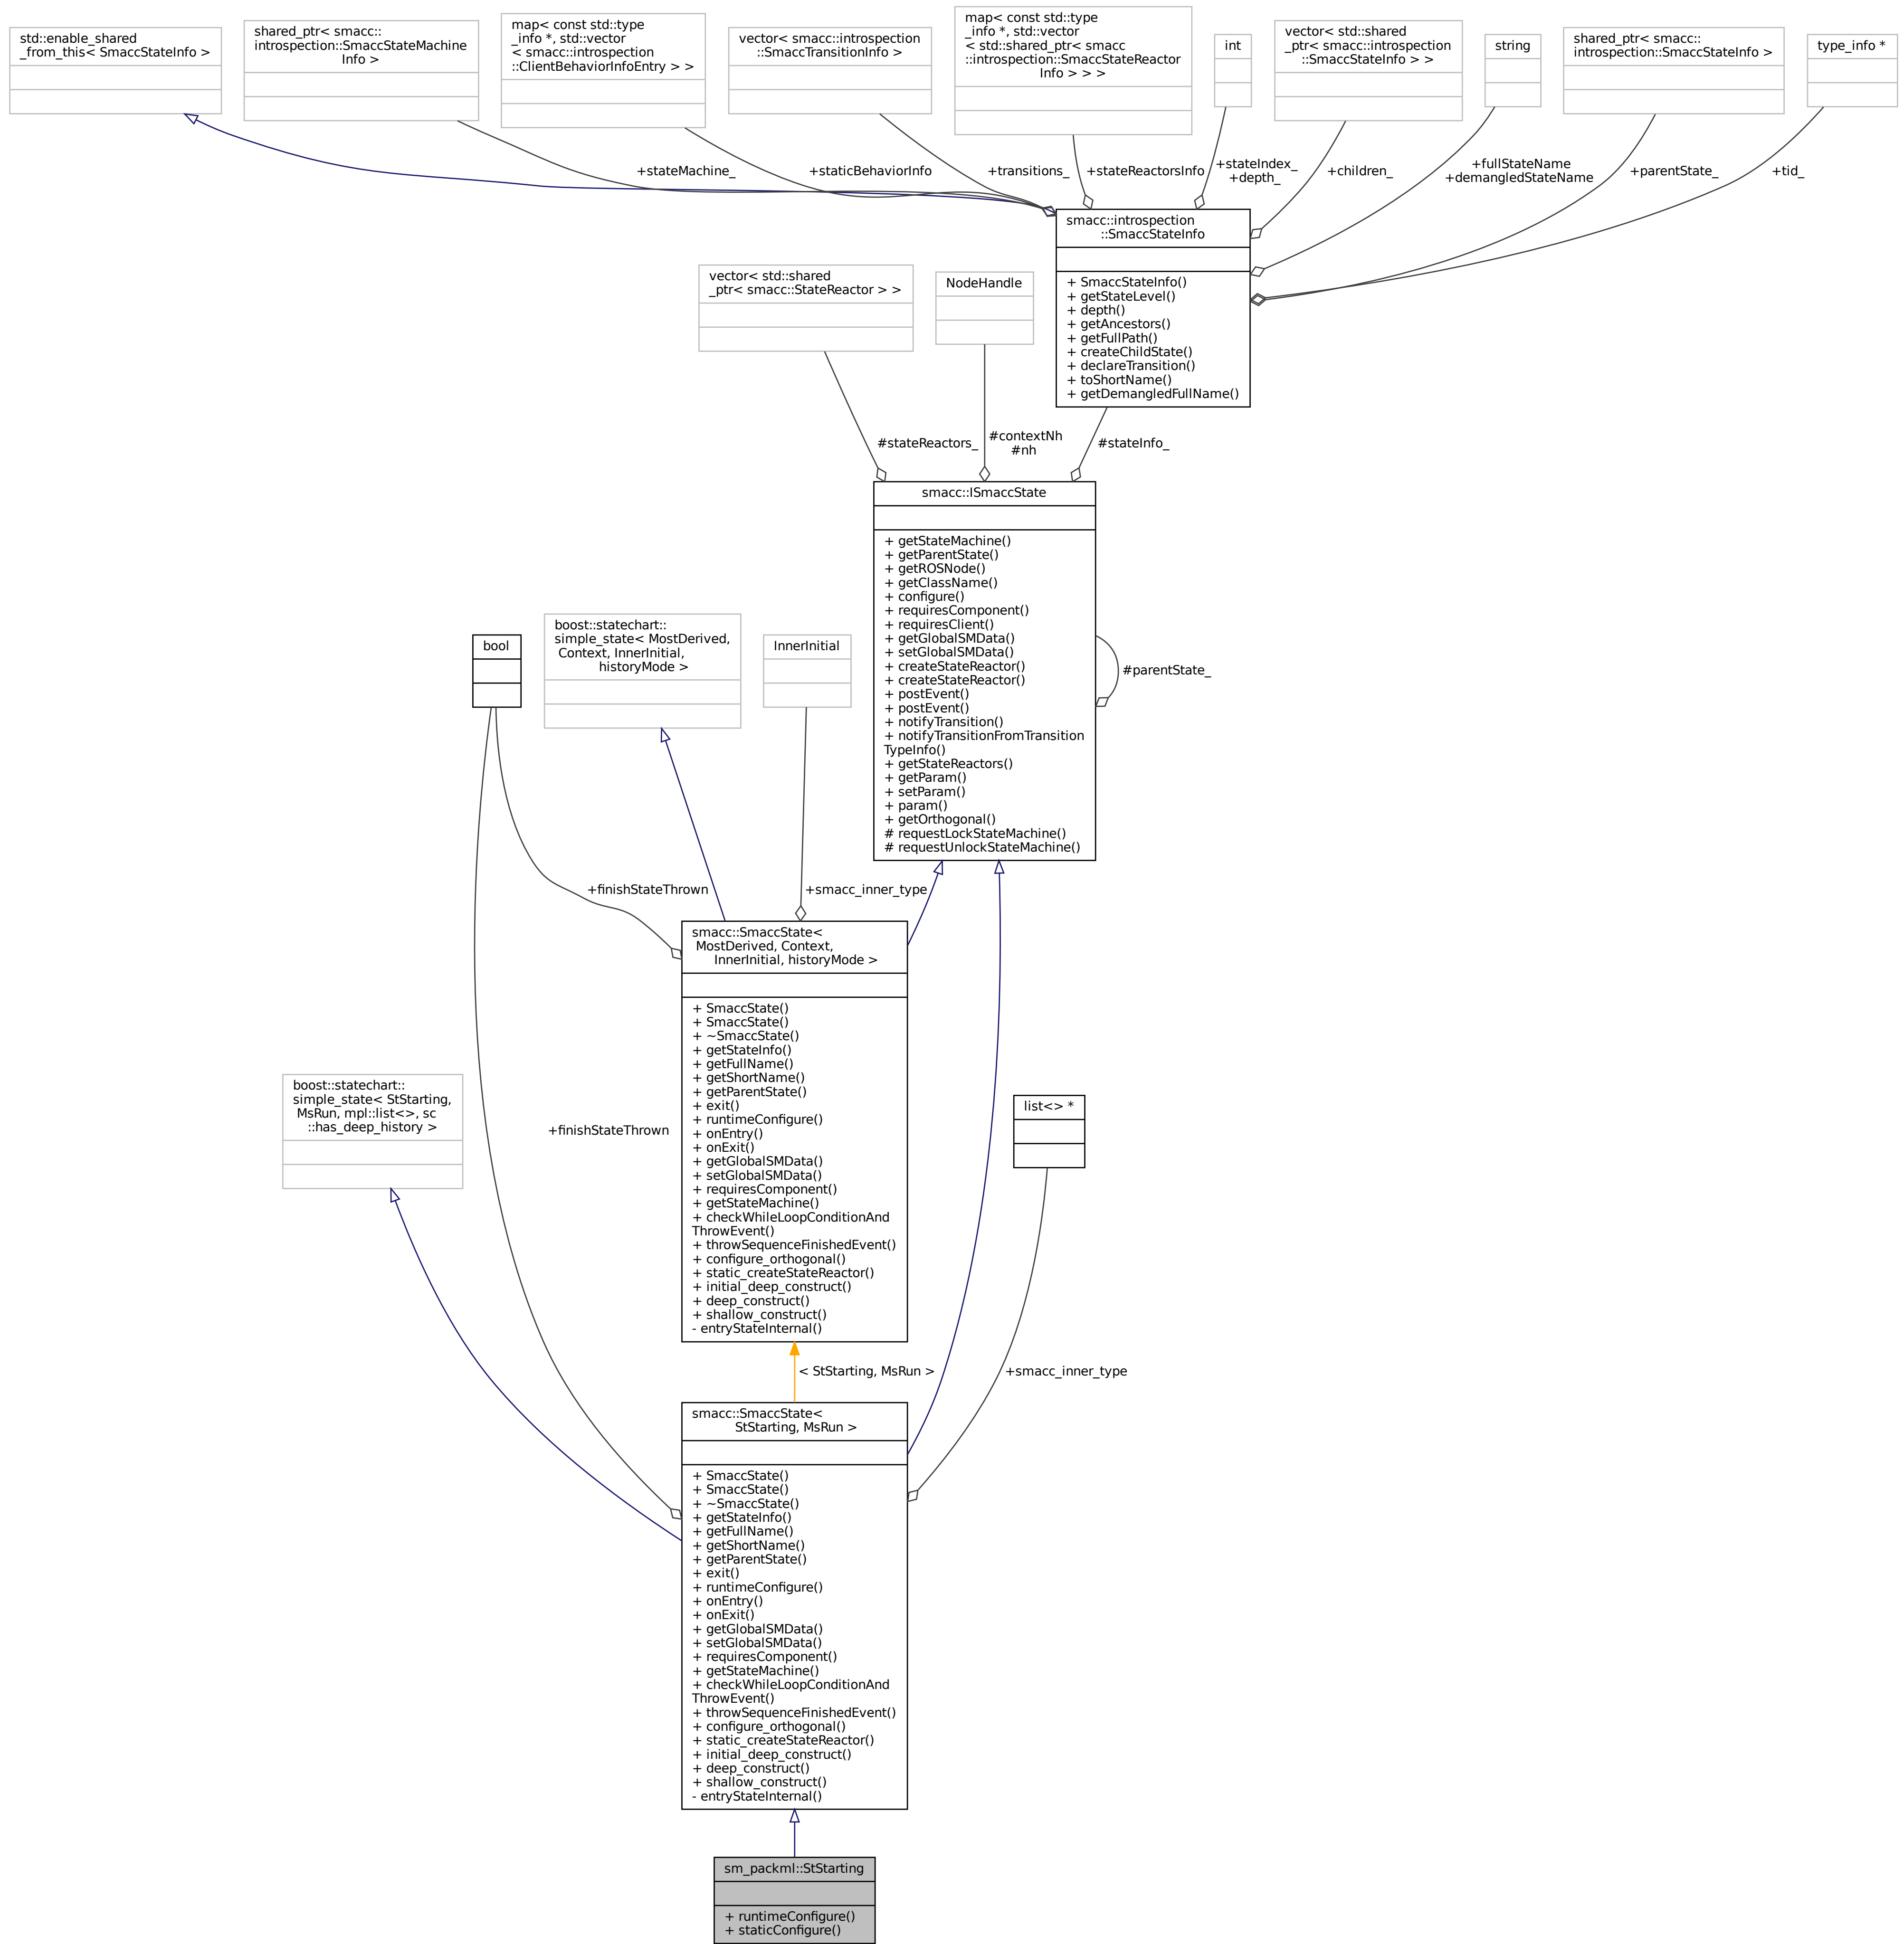 std::enable_shared
_from_this< SmaccStateInfo >
shared_ptr< smacc::
introspection::SmaccStateMachine
Info >
map< const std::type
_info *, std::vector
< smacc::introspection
::ClientBehaviorInfoEntry > >
vector< smacc::introspection
::SmaccTransitionInfo >
map< const std::type
_info *, std::vector
< std::shared_ptr< smacc
::introspection::SmaccStateReactor
Info > > >
int
vector< std::shared
_ptr< smacc::introspection
::SmaccStateInfo > >
string
shared_ptr< smacc::
introspection::SmaccStateInfo >
type_info *
+stateMachine_
+staticBehaviorInfo
+transitions_
+stateReactorsInfo
+stateIndex_
+depth_
+children_
+fullStateName
+demangledStateName
+parentState_
+tid_
smacc::introspection
::SmaccStateInfo
+ SmaccStateInfo()
+ getStateLevel()
+ depth()
+ getAncestors()
+ getFullPath()
+ createChildState()
+ declareTransition()
+ toShortName()
+ getDemangledFullName()
vector< std::shared
_ptr< smacc::StateReactor > >
NodeHandle
#stateReactors_
#contextNh
#nh
#stateInfo_
smacc::ISmaccState
+ getStateMachine()
+ getParentState()
+ getROSNode()
+ getClassName()
+ configure()
+ requiresComponent()
+ requiresClient()
+ getGlobalSMData()
+ setGlobalSMData()
+ createStateReactor()
+ createStateReactor()
+ postEvent()
+ postEvent()
+ notifyTransition()
+ notifyTransitionFromTransition
TypeInfo()
+ getStateReactors()
+ getParam()
+ setParam()
+ param()
+ getOrthogonal()
# requestLockStateMachine()
# requestUnlockStateMachine()
#parentState_
bool
boost::statechart::
simple_state< MostDerived,
Context, InnerInitial,
historyMode >
InnerInitial
+finishStateThrown
+smacc_inner_type
smacc::SmaccState<
MostDerived, Context,
InnerInitial, historyMode >
+ SmaccState()
+ SmaccState()
+ ~SmaccState()
+ getStateInfo()
+ getFullName()
+ getShortName()
+ getParentState()
+ exit()
+ runtimeConfigure()
+ onEntry()
+ onExit()
+ getGlobalSMData()
+ setGlobalSMData()
+ requiresComponent()
+ getStateMachine()
+ checkWhileLoopConditionAnd
ThrowEvent()
+ throwSequenceFinishedEvent()
+ configure_orthogonal()
+ static_createStateReactor()
+ initial_deep_construct()
+ deep_construct()
+ shallow_construct()
- entryStateInternal()
boost::statechart::
simple_state< StStarting,
MsRun, mpl::list<>, sc
::has_deep_history >
+finishStateThrown
list<> *
< StStarting, MsRun >
+smacc_inner_type
smacc::SmaccState<
StStarting, MsRun >
+ SmaccState()
+ SmaccState()
+ ~SmaccState()
+ getStateInfo()
+ getFullName()
+ getShortName()
+ getParentState()
+ exit()
+ runtimeConfigure()
+ onEntry()
+ onExit()
+ getGlobalSMData()
+ setGlobalSMData()
+ requiresComponent()
+ getStateMachine()
+ checkWhileLoopConditionAnd
ThrowEvent()
+ throwSequenceFinishedEvent()
+ configure_orthogonal()
+ static_createStateReactor()
+ initial_deep_construct()
+ deep_construct()
+ shallow_construct()
- entryStateInternal()
sm_packml::StStarting
+ runtimeConfigure()
+ staticConfigure()